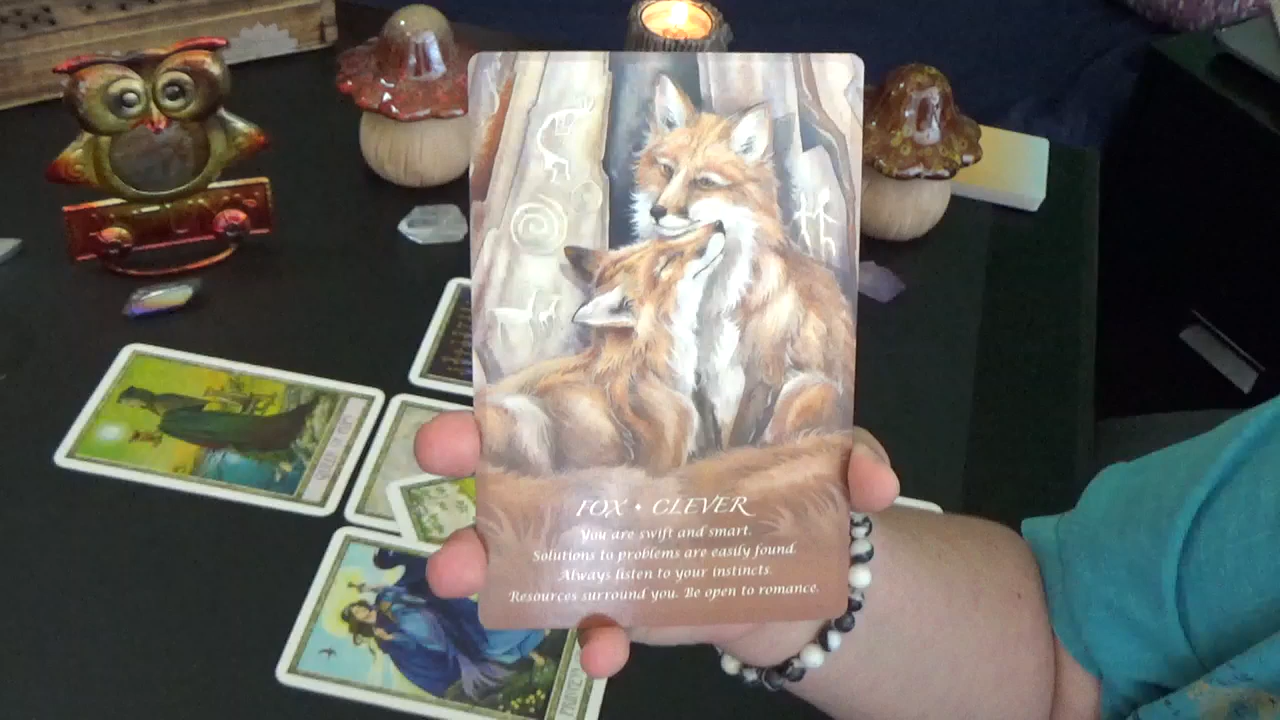 FOX • CLEVER
You are swift and smart.
Solutions to problems are easily found.
Always listen to your instincts.
Resources surround you. Be open to romance.